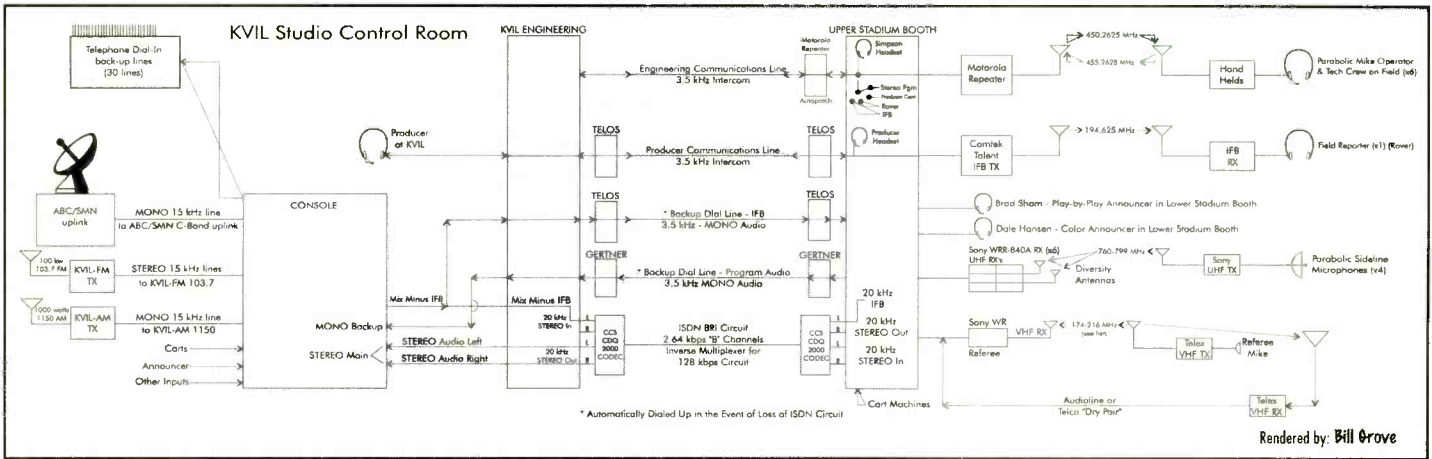 KVIL Studio Control Room
KVIL ENGINEERING
UPPER STADIUM BOOTH
Telephone Dial-In
back-up lines
(30 lines)
Motorola
Repeater
Autopatch
Engineering Communications Line
3.5 kHz Intercom
Simpson
Headset
Stereo Pgm
Producer Com
Rover
IFB
Motorola
Repeater
450.2625 MHz
455.2625 MHz
Hand
Helds
Parabolic Mike Operator
& Tech Crew on Field (x6)
Producer
at KVIL
TELOS
Producer Communications Line
3.5 kHz Intercom
TELOS
Producer
Headset
Comtek
Talent
IFB TX
194.625 MHz
IFB
RX
Field Reporter (x1) (Rover)
ABC/SMN
uplink
MONO 15 kHz line
to ABC/SMN C-Band uplink
CONSOLE
TELOS
* Backup Dial Line - IFB
3.5 kHz - MONO Audio
TELOS
Brad Sham - Play-by-Play Announcer in Lower Stadium Booth
Dale Hansen - Color Announcer in Lower Stadium Booth
100 kw
103.7 FM
KVIL-FM
TX
STEREO 15 kHz lines
to KVIL-FM 103.7
GERTNER
* Backup Dial Line - Program Audio
3.5 kHz MONO Audio
GERTNER
Sony WRR-840A RX (x6)
UHF RX's
760-799 MHz
Diversity
Antennas
Sony
UHF TX
Parabolic Sideline
Microphones (x4)
1000 watts
1150 AM
KVIL-AM
TX
MONO 15 kHz line
to KVIL-AM 1150
Mix Minus IFB
Mix Minus IFB
MONO Backup
STEREO Main
STEREO Audio Left
STEREO Audio Right
20 kHz
STEREO In
20 kHz
STEREO Out
L
R
L
R
CCS
CDQ
2000
CODEC
ISDN BRI Circuit
2 64 kbps "B" Channels
Inverse Multiplexer for
128 kbps Circuit
CCS
CDQ
2000
CODEC
L
R
L
R
20 kHz
IFB
20 kHz
STEREO Out
20 kHz
STEREO In
Sony WR
Referee
VHF RX
174-216 MHz
Telex
VHF TX
Referee
Mike
Carts
Announcer
Other Inputs
Cart Machines
Audioline or
Telco "Dry Pair"
Telex
VHF RX
* Automatically Dialed Up in the Event of Loss of ISDN Circuit
Rendered by: Bill Grove